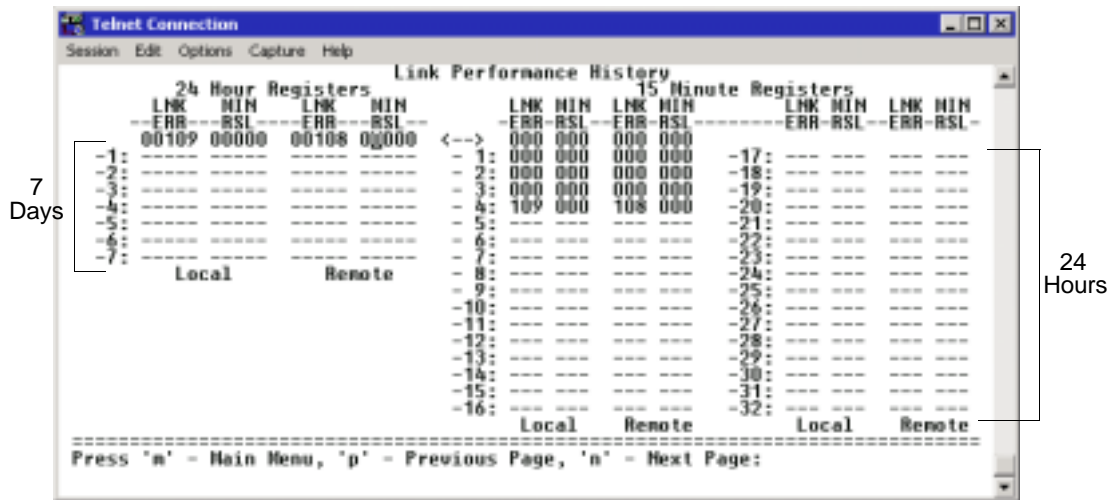 Telnet Connection
Session Edit Options Capture Help
Link Performance History
24 Hour Registers 15 Minute Registers
LNK MIN LNK MIN LNK MIN LNK MIN LNK MIN LNK MIN
--ERR---RSL----ERR---RSL-- -ERR-RSL--ERR-RSL---------ERR-RSL--ERR-RSL-
00109 00000 00108 00000 <--> 000 000 000 000
-1: ----- ----- ----- ----- - 1: 000 000 000 000 -17: --- --- --- ---
-2: ----- ----- ----- ----- - 2: 000 000 000 000 -18: --- --- --- ---
-3: ----- ----- ----- ----- - 3: 000 000 000 000 -19: --- --- --- ---
-4: ----- ----- ----- ----- - 4: 109 000 108 000 -20: --- --- --- ---
-5: ----- ----- ----- ----- - 5: --- --- --- --- -21: --- --- --- ---
-6: ----- ----- ----- ----- - 6: --- --- --- --- -22: --- --- --- ---
-7: ----- ----- ----- ----- - 7: --- --- --- --- -23: --- --- --- ---
Local Remote - 8: --- --- --- --- -24: --- --- --- ---
- 9: --- --- --- --- -25: --- --- --- ---
-10: --- --- --- --- -26: --- --- --- ---
-11: --- --- --- --- -27: --- --- --- ---
-12: --- --- --- --- -28: --- --- --- ---
-13: --- --- --- --- -29: --- --- --- ---
-14: --- --- --- --- -30: --- --- --- ---
-15: --- --- --- --- -31: --- --- --- ---
-16: --- --- --- --- -32: --- --- --- ---
Local Remote Local Remote
================================================================================
Press 'm' - Main Menu, 'p' - Previous Page, 'n' - Next Page:
7
Days
24
Hours